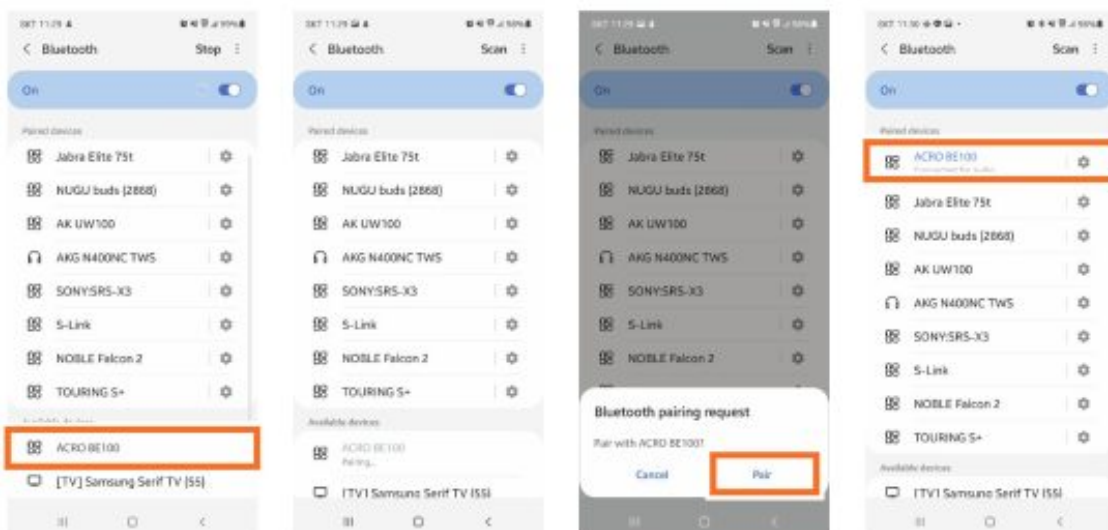 Bluetooth
Stop
On
Paired devices
Jabra Elite 75t
NUGU buds (2868)
AK UW100
AKG N400NC TWS
SONY:SRS-X3
S-Link
NOBLE Falcon 2
TOURING S+
Available devices
ACRO BE100
[TV] Samsung Serif TV (55)
Bluetooth
Scan
On
Paired devices
Jabra Elite 75t
NUGU buds (2868)
AK UW100
AKG N400NC TWS
SONY:SRS-X3
S-Link
NOBLE Falcon 2
TOURING S+
Available devices
ACRO BE100
Pairing...
[TV] Samsung Serif TV (55)
Bluetooth
Scan
On
Paired devices
Jabra Elite 75t
NUGU buds (2868)
AK UW100
AKG N400NC TWS
SONY:SRS-X3
S-Link
NOBLE Falcon 2
Bluetooth pairing request
Pair with ACRO BE100?
Cancel
Pair
Bluetooth
Scan
On
Paired devices
ACRO BE100
Connected for audio
Jabra Elite 75t
NUGU buds (2868)
AK UW100
AKG N400NC TWS
SONY:SRS-X3
S-Link
NOBLE Falcon 2
TOURING S+
Available devices
[TV] Samsung Serif TV (55)